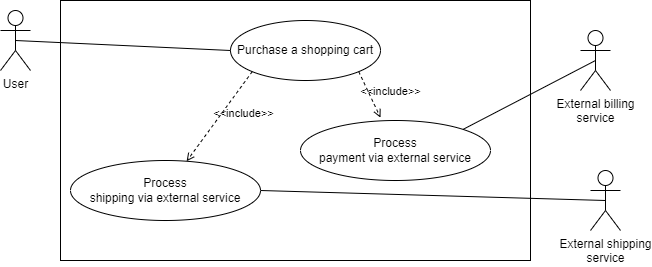 Purchase a shopping cart
User
<<include>>
External billing
service
<<include>>
Process
payment via external service
Process
shipping via external service
External shipping
service